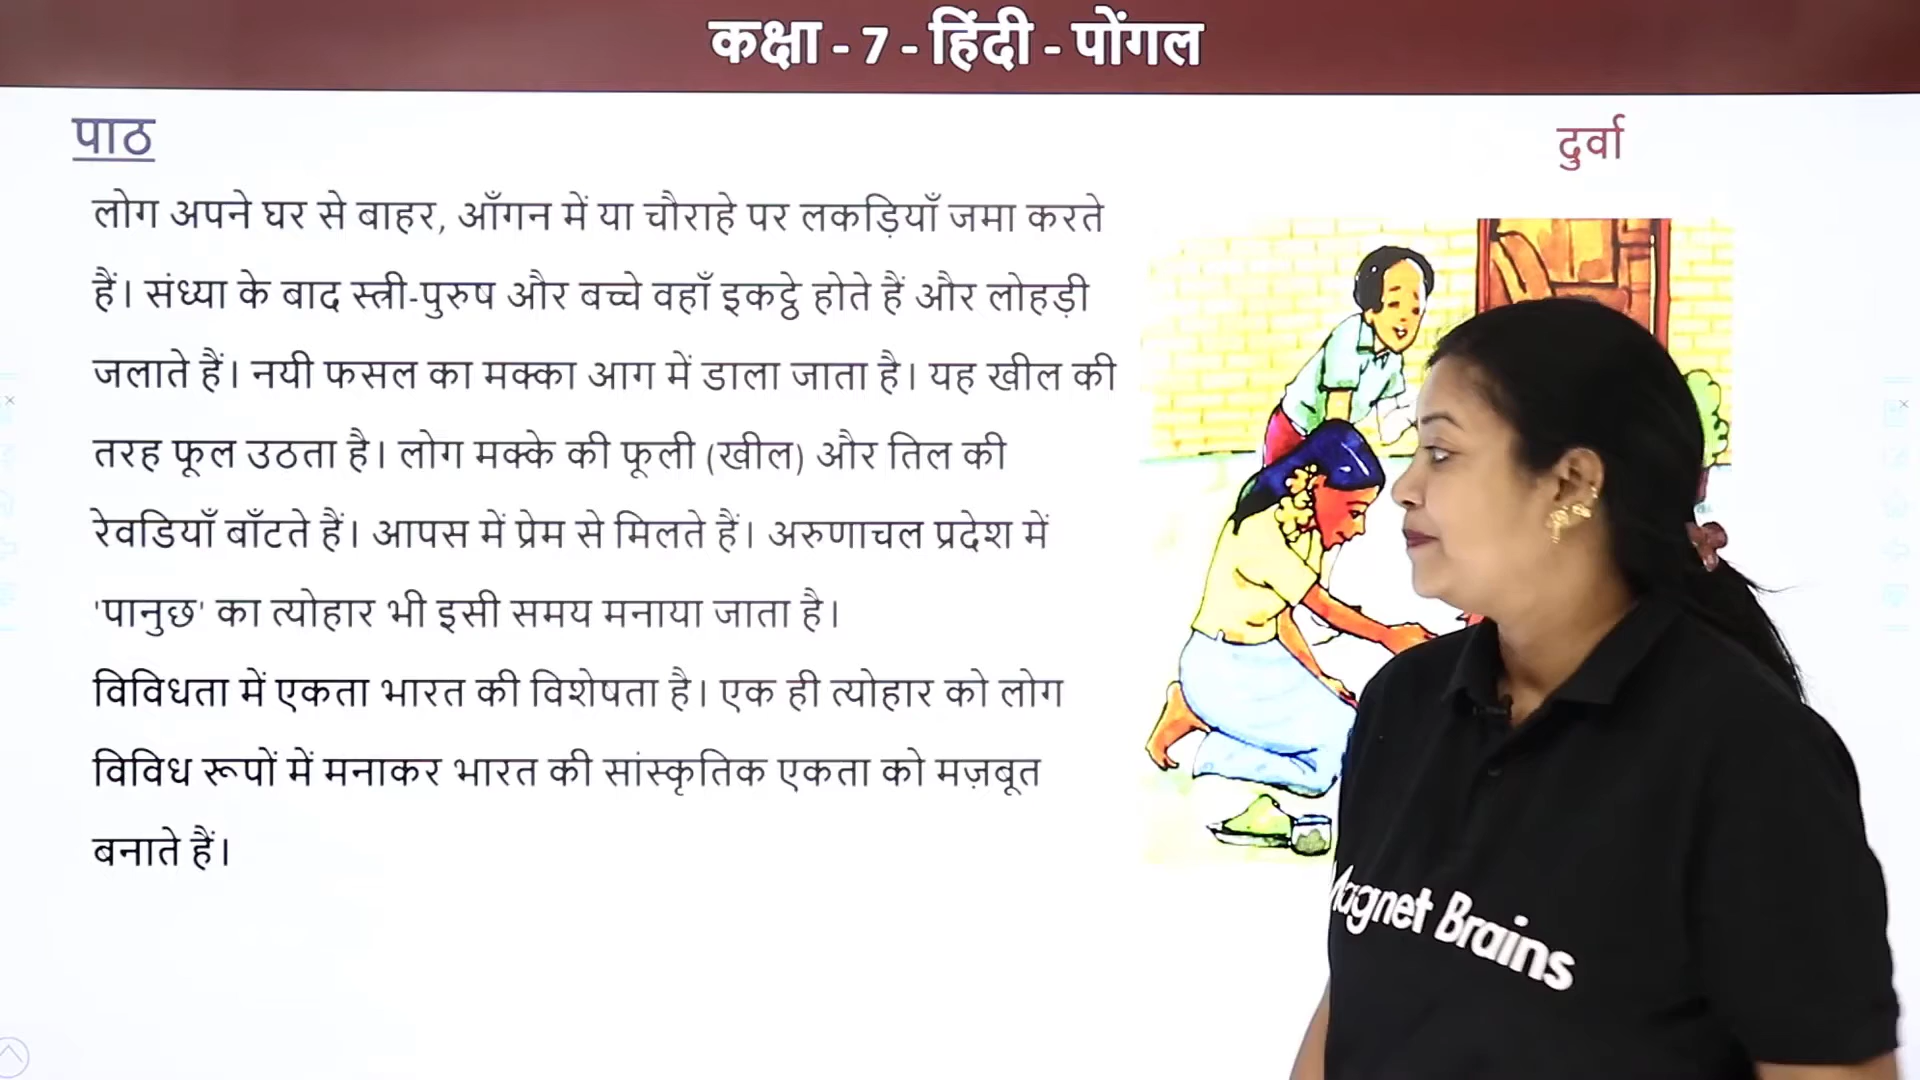 कक्षा - 7 - हिंदी - पोंगल
पाठ
दुर्वा
लोग अपने घर से बाहर, आँगन में या चौराहे पर लकड़ियाँ जमा करते
हैं। संध्या के बाद स्त्री-पुरुष और बच्चे वहाँ इकट्ठे होते हैं और लोहड़ी
जलाते हैं। नयी फसल का मक्का आग में डाला जाता है। यह खील की
तरह फूल उठता है। लोग मक्के की फूली (खील) और तिल की
रेवडियाँ बाँटते हैं। आपस में प्रेम से मिलते हैं। अरुणाचल प्रदेश में
'पानुछ' का त्योहार भी इसी समय मनाया जाता है।
विविधता में एकता भारत की विशेषता है। एक ही त्योहार को लोग
विविध रूपों में मनाकर भारत की सांस्कृतिक एकता को मज़बूत
बनाते हैं।
Magnet Brains